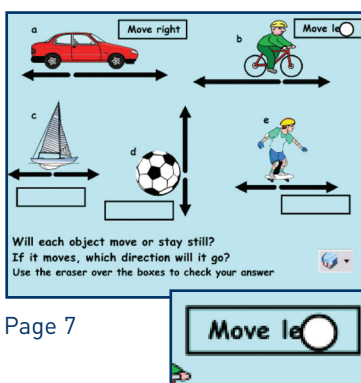 a
Move right
b
Move le
c
d
e
Will each object move or stay still?
If it moves, which direction will it go?
Use the eraser over the boxes to check your answer
Page 7
Move le